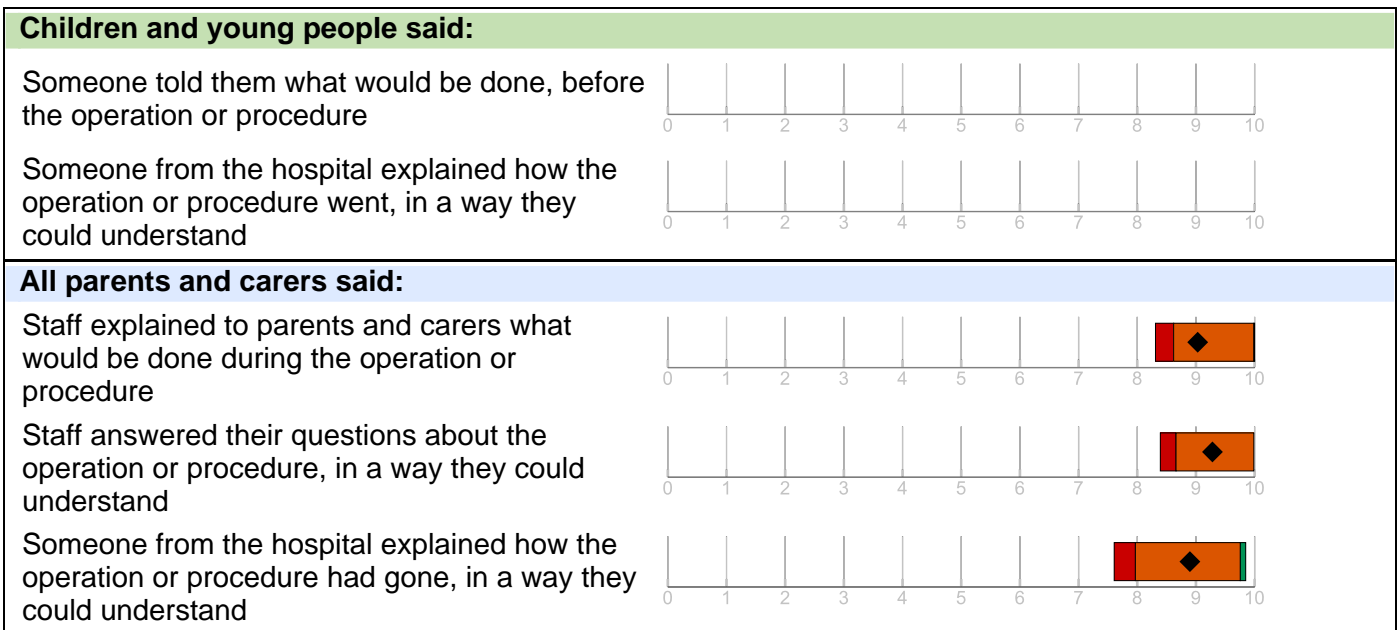 Children and young people said:
Someone told them what would be done, before
the operation or procedure
0 1 2 3 4 5 6 7 8 9 10
Someone from the hospital explained how the
operation or procedure went, in a way they
could understand
0 1 2 3 4 5 6 7 8 9 10
All parents and carers said:
Staff explained to parents and carers what
would be done during the operation or
procedure
0 1 2 3 4 5 6 7 8 9 10
Staff answered their questions about the
operation or procedure, in a way they could
understand
0 1 2 3 4 5 6 7 8 9 10
Someone from the hospital explained how the
operation or procedure had gone, in a way they
could understand
0 1 2 3 4 5 6 7 8 9 10